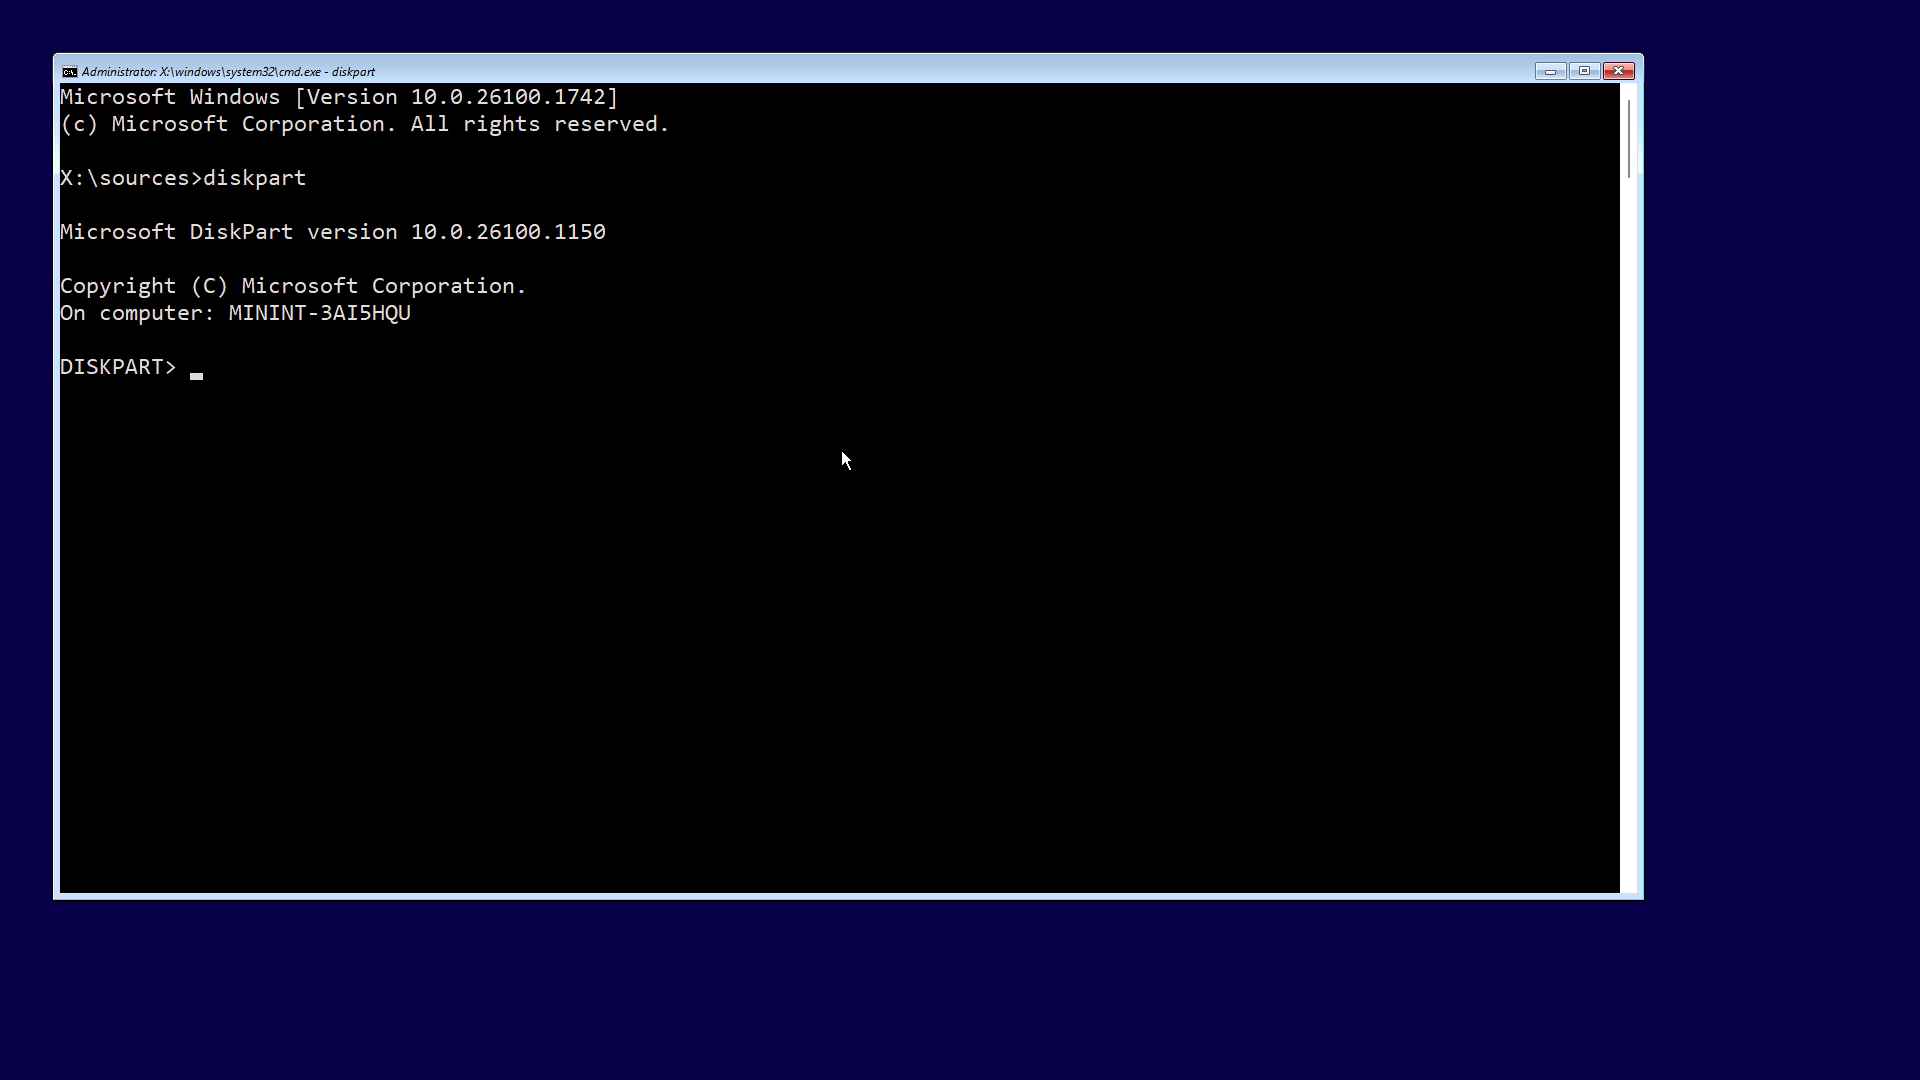 Administrator: X:\windows\system32\cmd.exe - diskpart
Microsoft Windows [Version 10.0.26100.1742]
(c) Microsoft Corporation. All rights reserved.
X:\sources>diskpart
Microsoft DiskPart version 10.0.26100.1150
Copyright (C) Microsoft Corporation.
On computer: MININT-3AI5HQU
DISKPART>